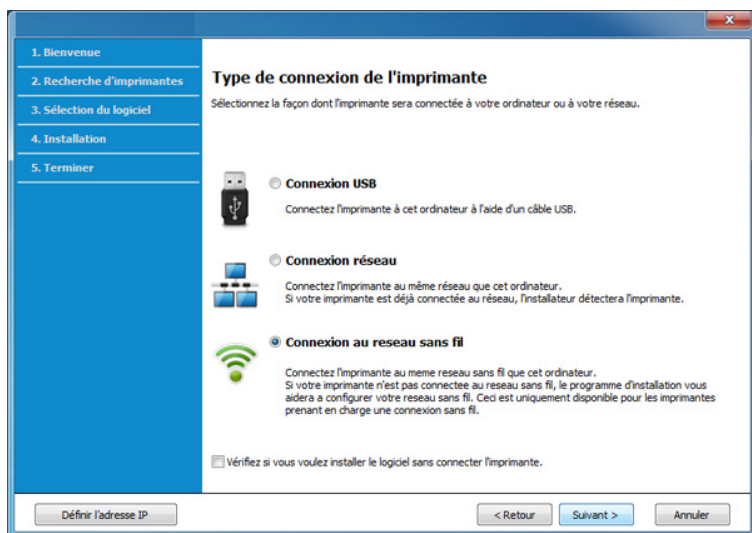 1. Bienvenue
2. Recherche d'imprimantes
3. Sélection du logiciel
4. Installation
5. Terminer
Type de connexion de l'imprimante
Sélectionnez la façon dont l'imprimante sera connectée à votre ordinateur ou à votre réseau.
Connexion USB
Connectez l'imprimante à cet ordinateur à l'aide d'un câble USB.
Connexion réseau
Connectez l'imprimante au même réseau que cet ordinateur.
Si votre imprimante est déjà connectée au réseau, l'installateur détectera l'imprimante.
Connexion au reseau sans fil
Connectez l'imprimante au meme reseau sans fil que cet ordinateur.
Si votre imprimante n'est pas connectee au reseau sans fil, le programme d'installation vous
aidera a configurer votre reseau sans fil. Ceci est uniquement disponible pour les imprimantes
prenant en charge une connexion sans fil.
Vérifiez si vous voulez installer le logiciel sans connecter l'imprimante.
Définir l'adresse IP
< Retour
Suivant >
Annuler